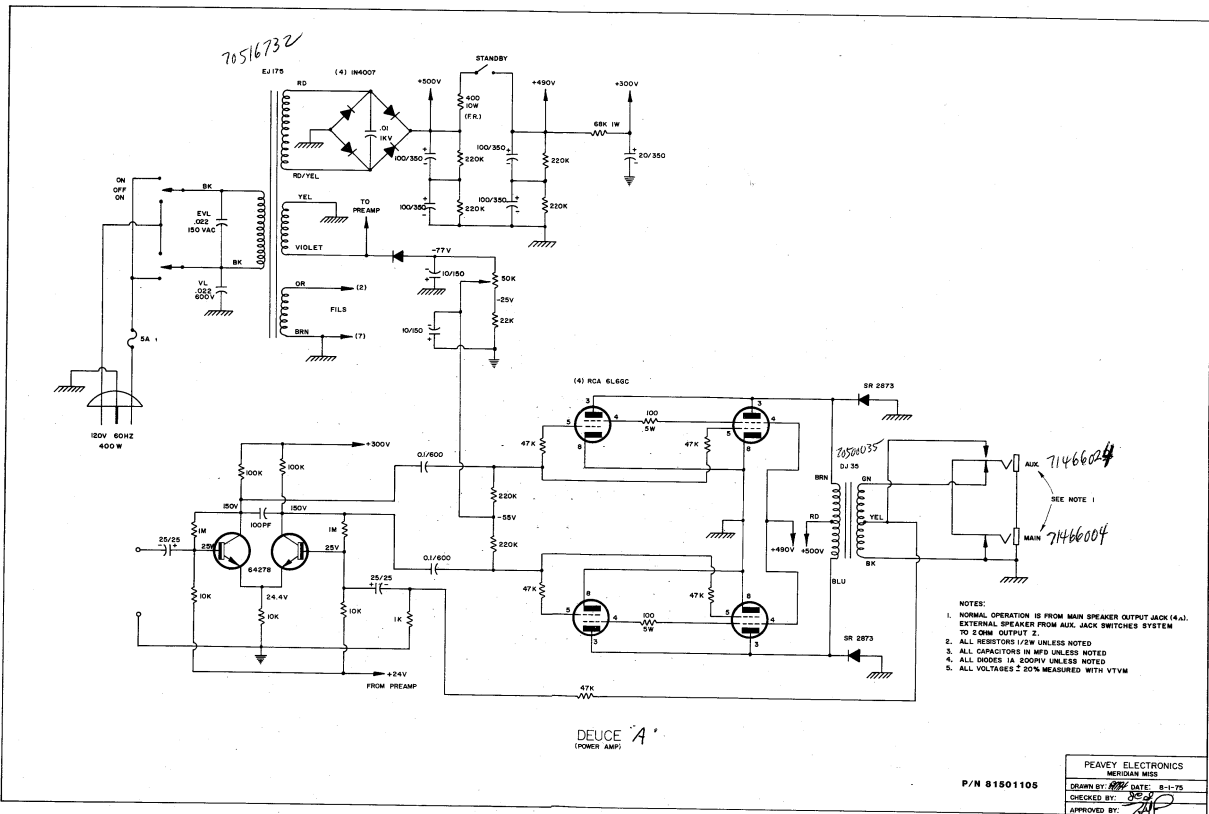 70516732
EJ 175
(4) IN4007
RD
RD/YEL
.01
1KV
+500V
STANDBY
400
10W
(F.R.)
+490V
+300V
68K 1W
20/350
100/350
220K
100/350
220K
100/350
220K
100/350
220K
ON
OFF
ON
BK
EVL
.022
150 VAC
BK
VL
.022
600V
5A
120V 60HZ
400 W
YEL
VIOLET
TO
PREAMP
OR
(2)
FILS
BRN
(7)
-77V
10/150
50K
-25V
22K
10/150
(4) RCA 6L6GC
3
5
4
8
100
5W
3
5
4
8
47K
47K
SR 2873
+300V
100K
100K
0.1/600
150V
100PF
150V
1M
1M
25/25
25V
25V
64278
24.4V
10K
10K
10K
25/25
1K
+24V
FROM PREAMP
0.1/600
220K
-55V
220K
47K
47K
8
5
4
3
100
5W
8
5
4
3
+490V
+500V
SR 2873
47K
70500035
DJ 35
BRN
RD
BLU
GN
YEL
BK
AUX. 71466024
SEE NOTE 1
MAIN 71466004
NOTES:
1. NORMAL OPERATION IS FROM MAIN SPEAKER OUTPUT JACK (4Ω).
EXTERNAL SPEAKER FROM AUX. JACK SWITCHES SYSTEM
TO 2 OHM OUTPUT Z.
2. ALL RESISTORS 1/2W UNLESS NOTED
3. ALL CAPACITORS IN MFD UNLESS NOTED
4. ALL DIODES 1A 200PIV UNLESS NOTED
5. ALL VOLTAGES ± 20% MEASURED WITH VTVM
DEUCE "A"
(POWER AMP)
P/N 81501105
PEAVEY ELECTRONICS
MERIDIAN MISS
DRAWN BY: DATE: 8-1-75
CHECKED BY:
APPROVED BY: